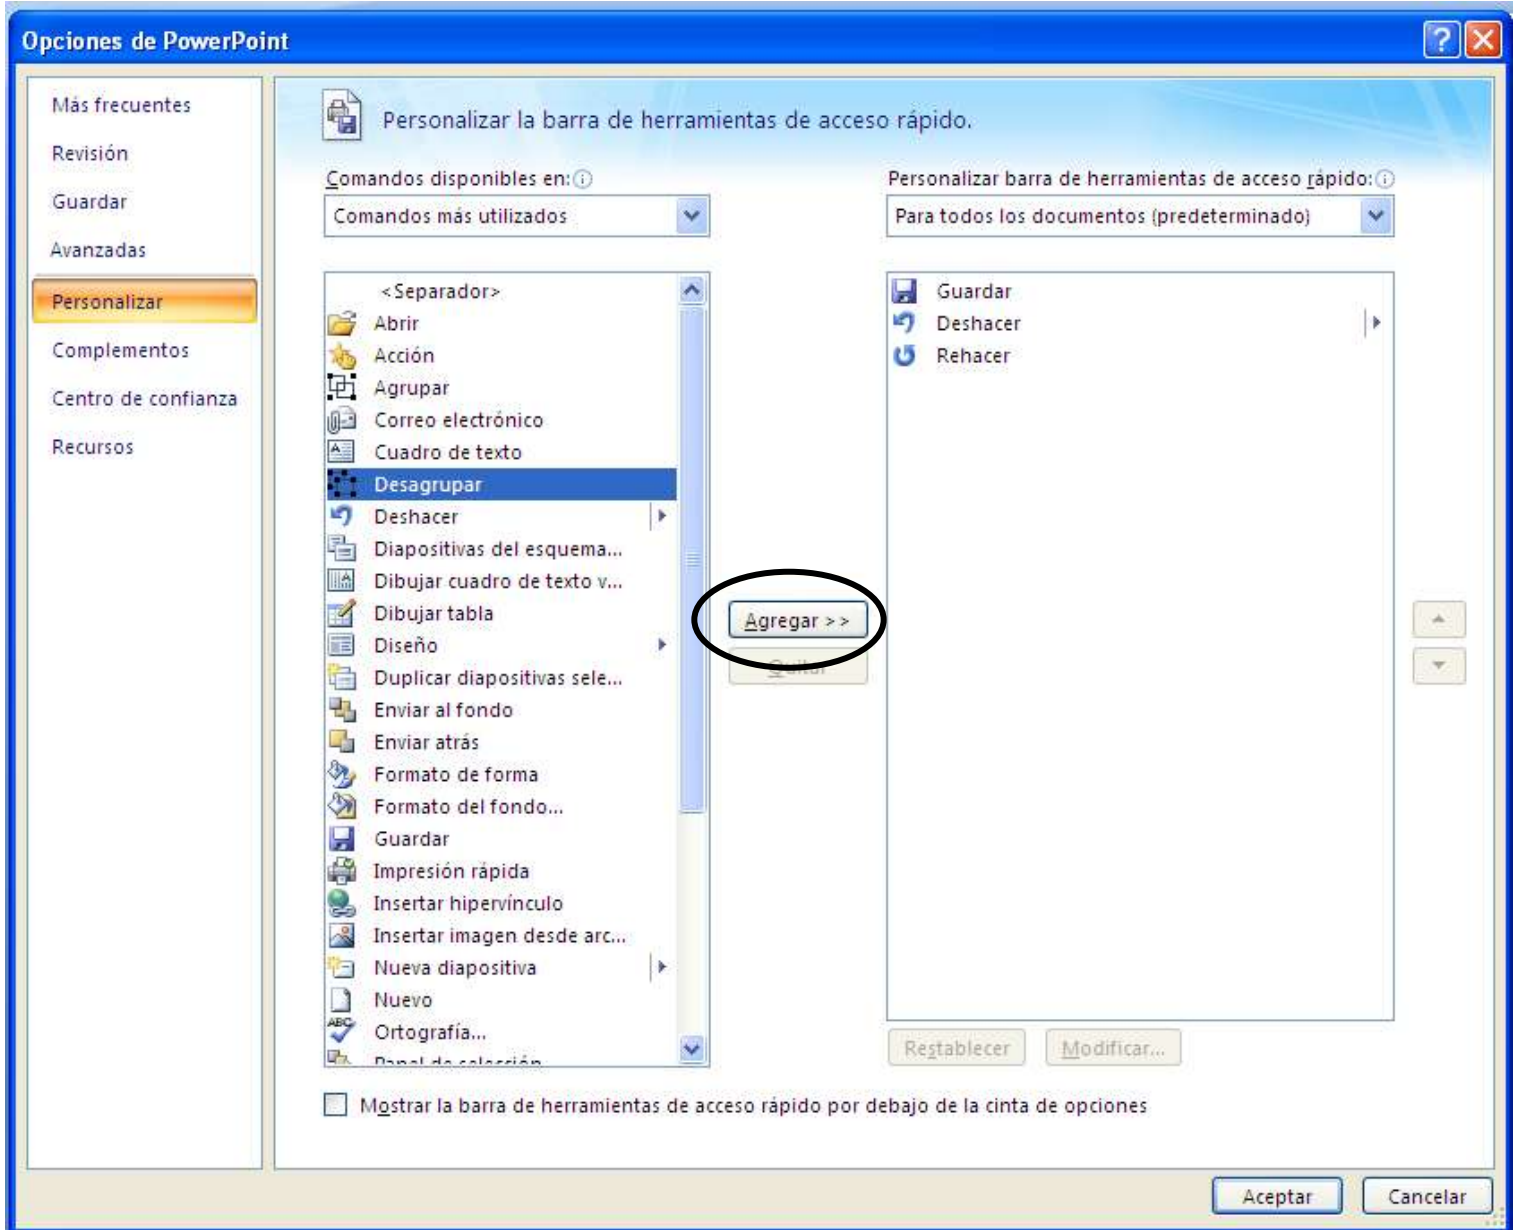 Opciones de PowerPoint
Más frecuentes
Revisión
Guardar
Avanzadas
Personalizar
Complementos
Centro de confianza
Recursos
Personalizar la barra de herramientas de acceso rápido.
Comandos disponibles en:
Comandos más utilizados
<Separador>
Abrir
Acción
Agrupar
Correo electrónico
Cuadro de texto
Desagrupar
Deshacer
Diapositivas del esquema...
Dibujar cuadro de texto v...
Dibujar tabla
Diseño
Duplicar diapositivas sele...
Enviar al fondo
Enviar atrás
Formato de forma
Formato del fondo...
Guardar
Impresión rápida
Insertar hipervínculo
Insertar imagen desde arc...
Nueva diapositiva
Nuevo
Ortografía...
Panel de selección
Agregar >>
Quitar
Personalizar barra de herramientas de acceso rápido:
Para todos los documentos (predeterminado)
Guardar
Deshacer
Rehacer
Restablecer
Modificar...
Mostrar la barra de herramientas de acceso rápido por debajo de la cinta de opciones
Aceptar
Cancelar